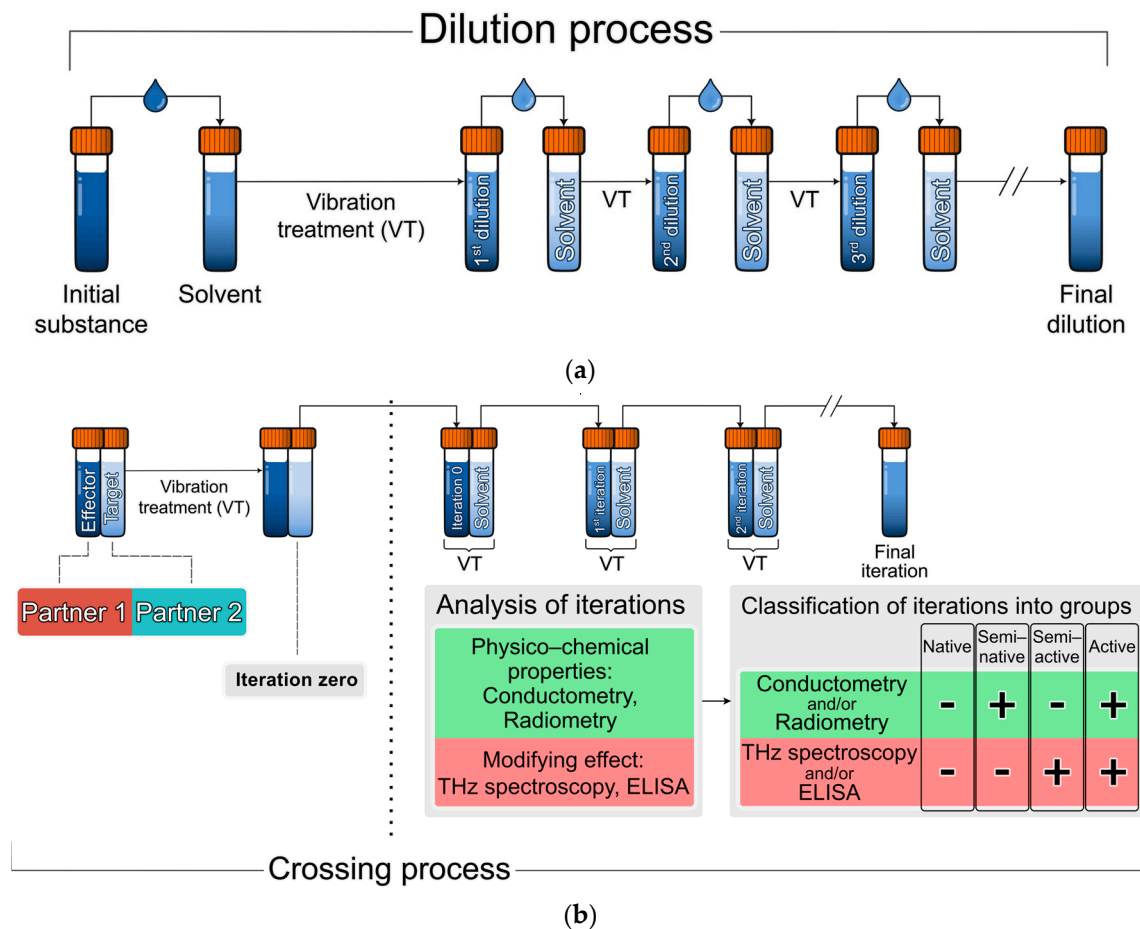 Dilution process
Initial
substance
Solvent
Vibration
treatment (VT)
1st dilution
Solvent
VT
2nd dilution
Solvent
VT
3rd dilution
Solvent
Final
dilution
(a)
Effector
Target
Vibration
treatment (VT)
Partner 1
Partner 2
Iteration zero
Iteration 0
Solvent
VT
1st iteration
Solvent
VT
2nd iteration
Solvent
VT
Final
iteration
Analysis of iterations
Physico–chemical
properties:
Conductometry,
Radiometry
Modifying effect:
THz spectroscopy, ELISA
Classification of iterations into groups
Native
Semi–
native
Semi–
active
Active
Conductometry
and/or
Radiometry
- + - +
THz spectroscopy
and/or
ELISA
- - + +
Crossing process
(b)